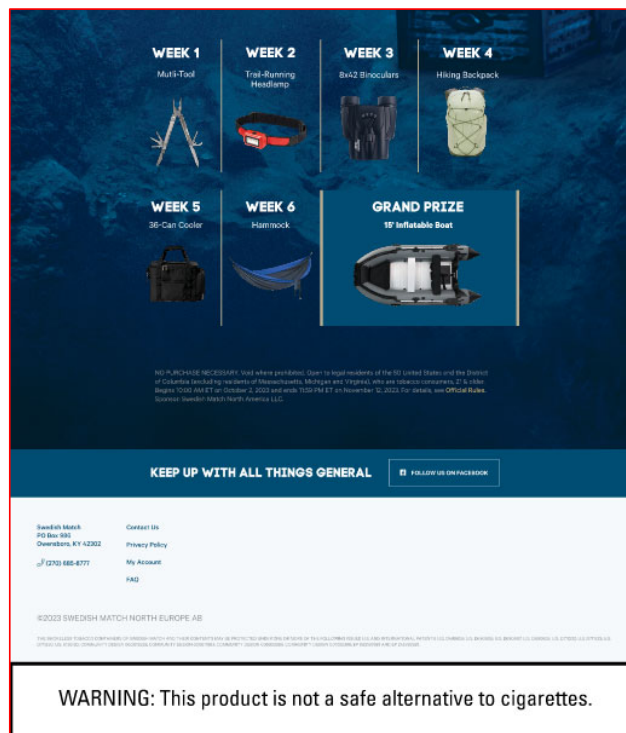 WEEK 1
WEEK 2
WEEK 3
WEEK 4
Mutli-Tool
Trail-Running
Headlamp
8x42 Binoculars
Hiking Backpack
WEEK 5
WEEK 6
GRAND PRIZE
36-Can Cooler
Hammock
15' Inflatable Boat
NO PURCHASE NECESSARY. Void where prohibited. Open to legal residents of the 50 United States and the District
of Columbia (excluding residents of Massachusetts, Michigan and Virginia), who are tobacco consumers, 21 & older.
Begins 10:00 AM ET on October 2, 2023 and ends 11:59 PM ET on November 12, 2023. For details, see Official Rules.
Sponsor: Swedish Match North America LLC.
KEEP UP WITH ALL THINGS GENERAL
FOLLOW US ON FACEBOOK
Swedish Match
PO Box 986
Owensboro, KY 42302
(270) 685-8777
Contact Us
Privacy Policy
My Account
FAQ
©2023 SWEDISH MATCH NORTH EUROPE AB
WARNING: This product is not a safe alternative to cigarettes.